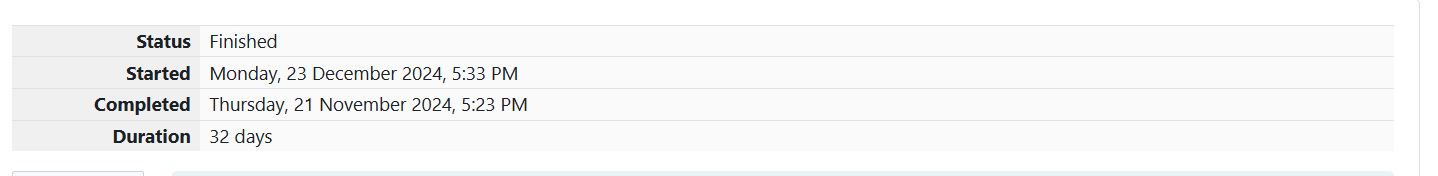 Status Finished
Started Monday, 23 December 2024, 5:33 PM
Completed Thursday, 21 November 2024, 5:23 PM
Duration 32 days